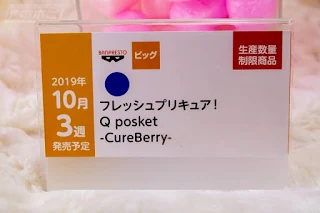 2019年
10月
3週
発売予定
BANPRESTO
ビッグ
生産数量
制限商品
フレッシュプリキュア!
Q posket
-CureBerry-